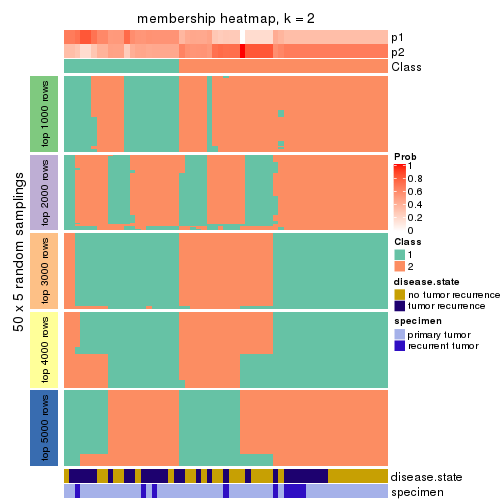 membership heatmap, k = 2
p1
p2
Class
50 x 5 random samplings
top 1000 rows
top 2000 rows
top 3000 rows
top 4000 rows
top 5000 rows
Prob
1
0.8
0.6
0.4
0.2
0
Class
1
2
disease.state
no tumor recurrence
tumor recurrence
specimen
primary tumor
recurrent tumor
disease.state
specimen